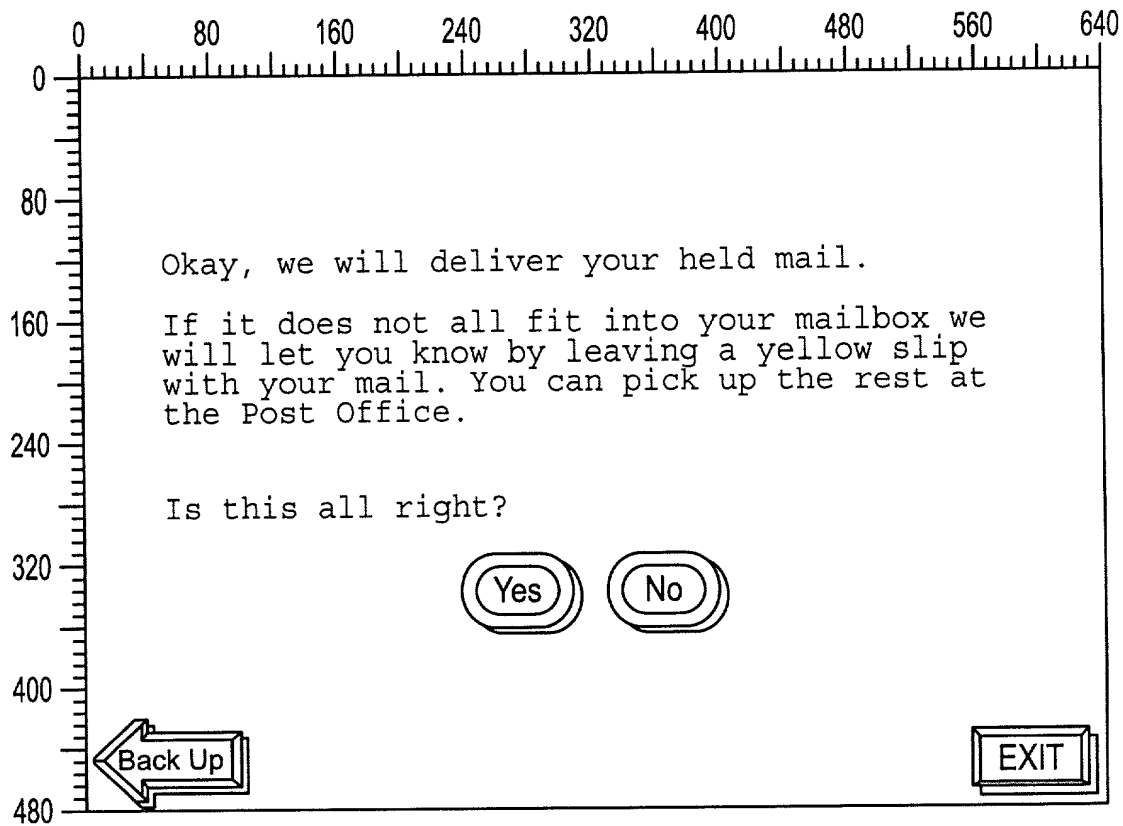 0 80 160 240 320 400 480 560 640
0
80
Okay, we will deliver your held mail.
160
If it does not all fit into your mailbox we
will let you know by leaving a yellow slip
with your mail. You can pick up the rest at
the Post Office.
240
Is this all right?
320
Yes No
400
Back Up EXIT
480